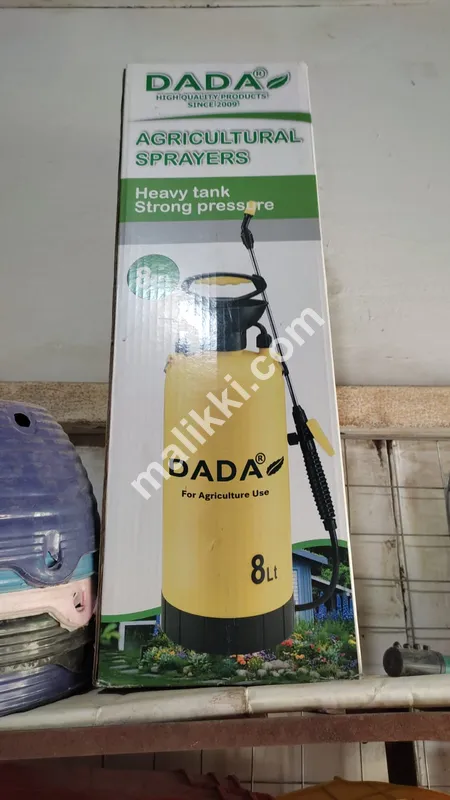 DADA®
HIGH QUALITY PRODUCTS
SINCE 2009
AGRICULTURAL
SPRAYERS
Heavy tank
Strong pressure
8
malikki.com
DADA®
For Agriculture Use
8Lt